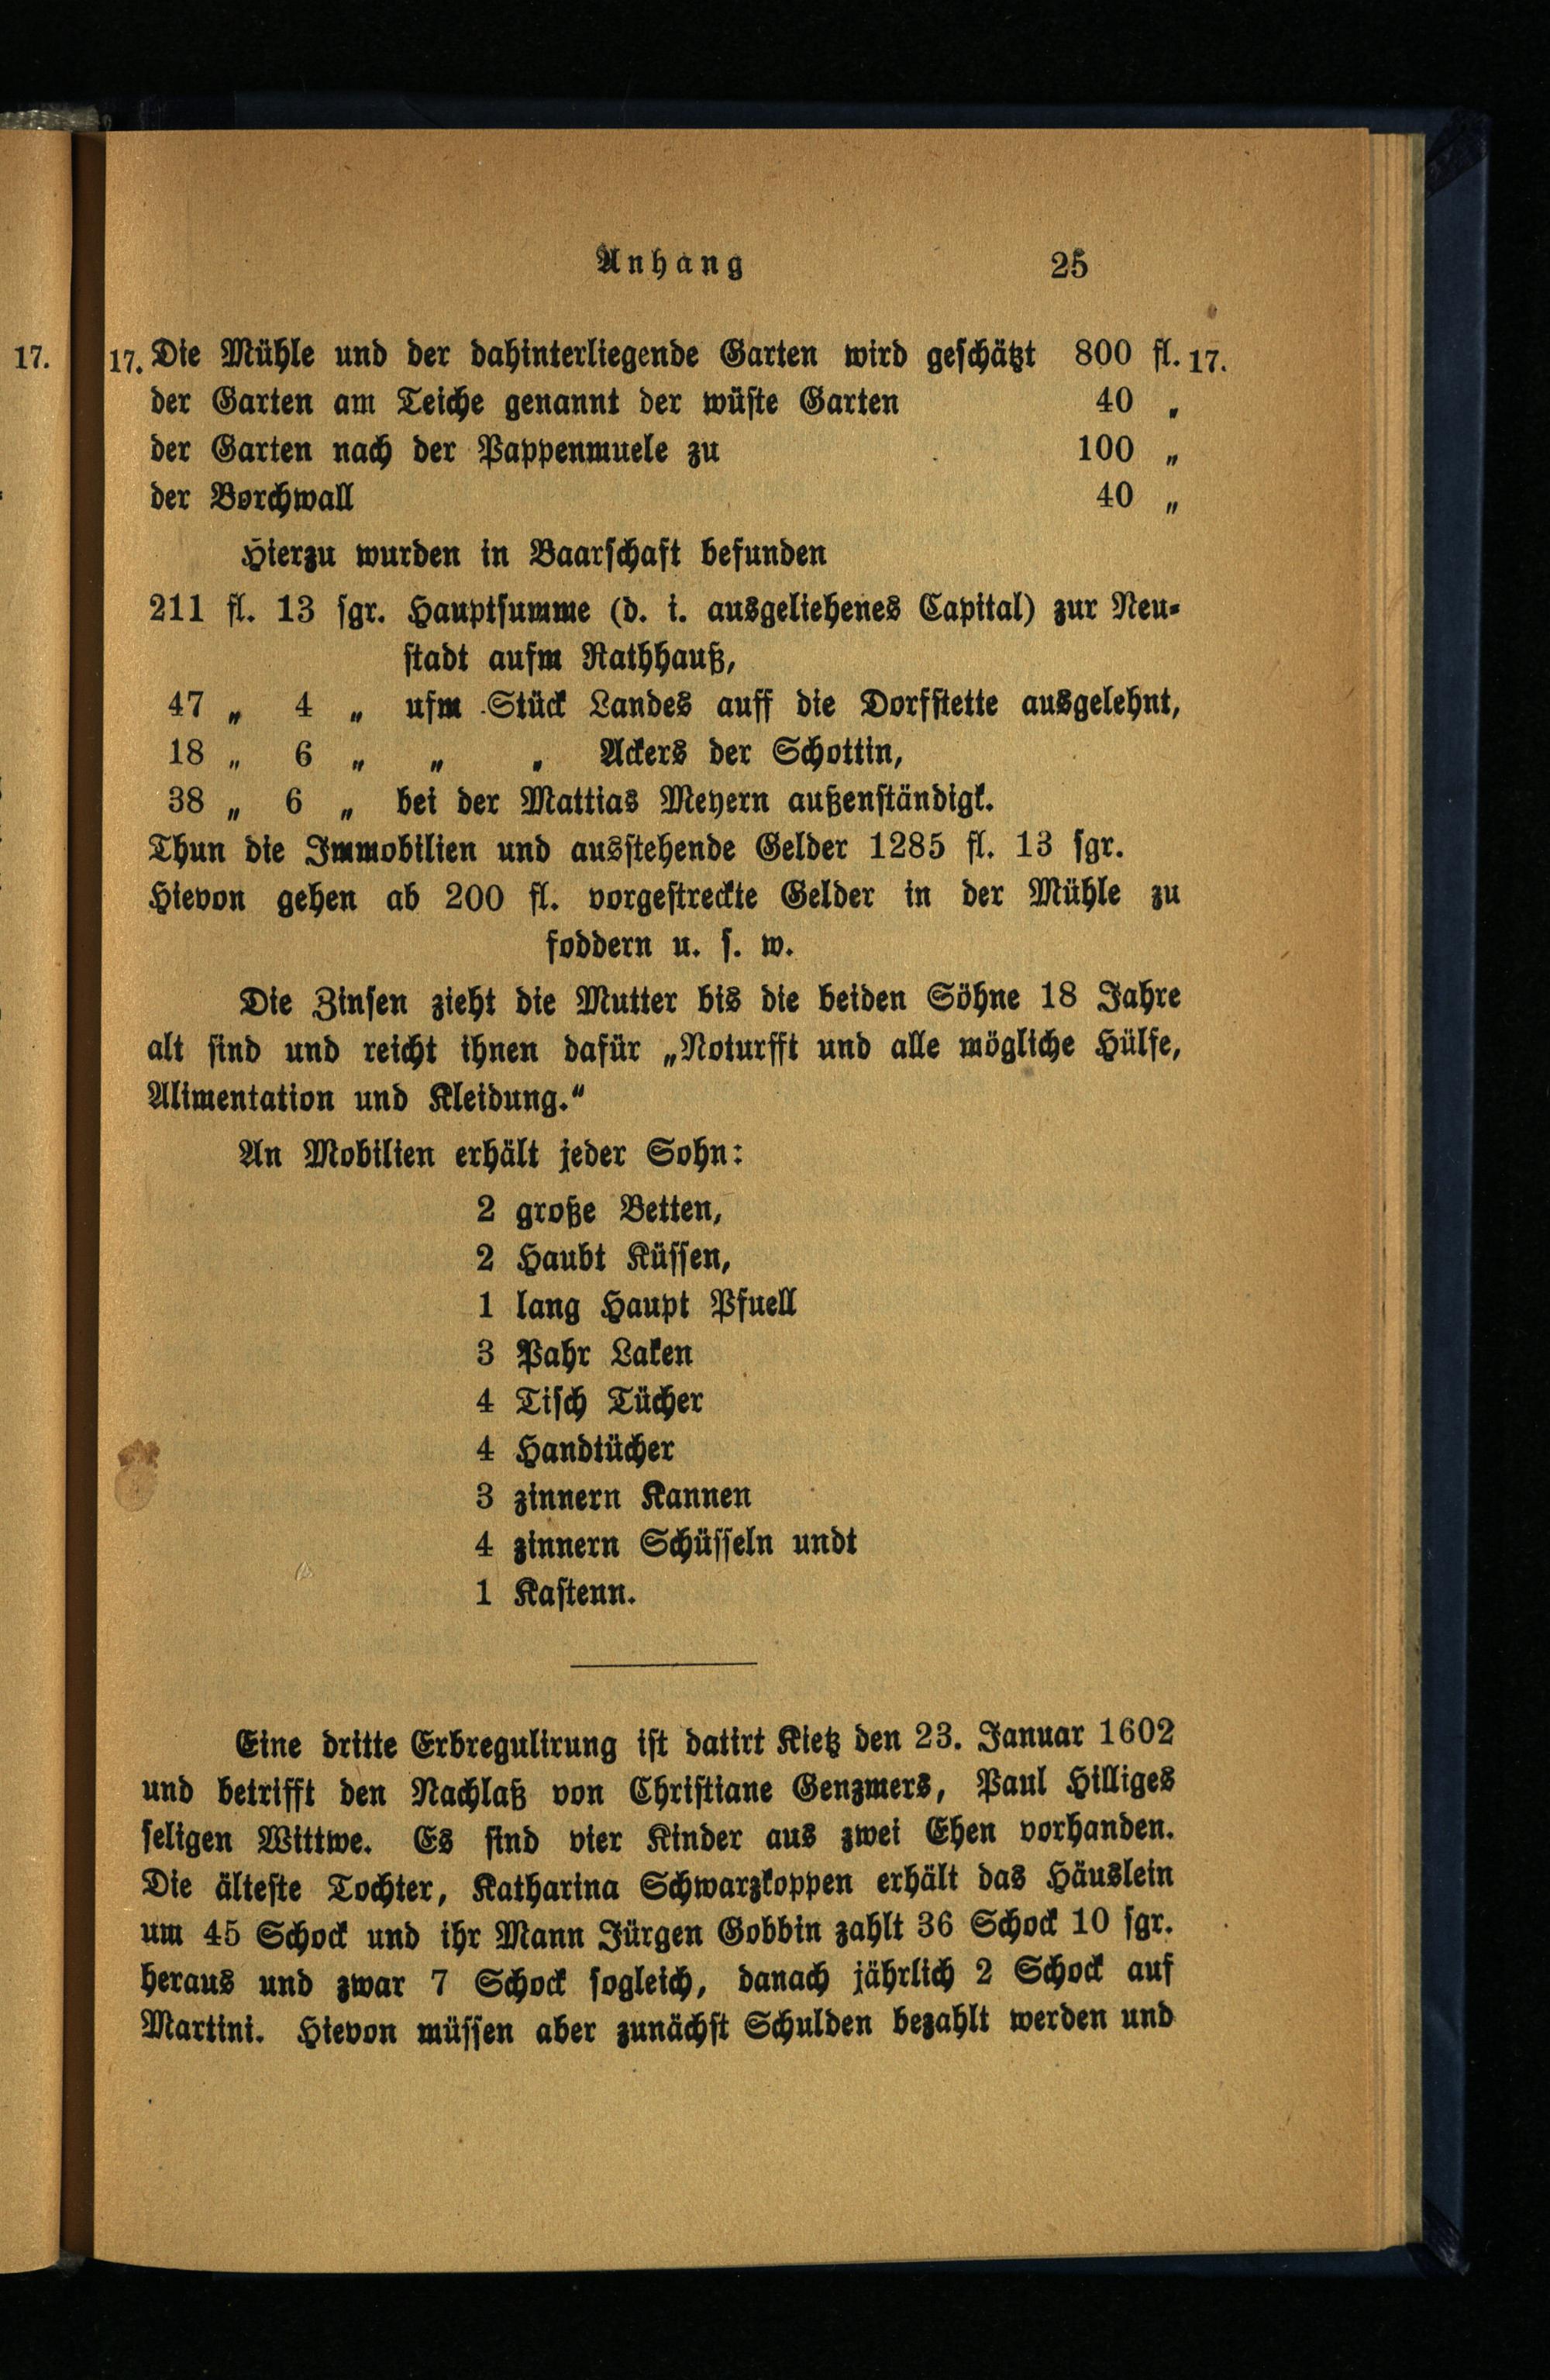 Anhang 25
17.
17. Die Mühle und der dahinterliegende Garten wird geschätzt 800 fl. 17.
der Garten am Teiche genannt der wüste Garten 40 „
der Garten nach der Pappenmuele zu 100 „
der Borchwall 40 „
Hierzu wurden in Baarschaft befunden
211 fl. 13 sgr. Hauptsumme (d. i. ausgeliehenes Capital) zur Neu-
stadt aufm Rathhauß,
47 „ 4 „ ufm Stück Landes auff die Dorfstette ausgelehnt,
18 „ 6 „ „ „ Ackers der Schottin,
38 „ 6 „ bei der Mattias Meyern außenständigk.
Thun die Immobilien und ausstehende Gelder 1285 fl. 13 sgr.
Hievon gehen ab 200 fl. vorgestreckte Gelder in der Mühle zu
foddern u. s. w.
Die Zinsen zieht die Mutter bis die beiden Söhne 18 Jahre
alt sind und reicht ihnen dafür „Noturfft und alle mögliche Hülfe,
Alimentation und Kleidung.“
An Mobilien erhält jeder Sohn:
2 große Betten,
2 Haubt Küssen,
1 lang Haupt Pfuell
3 Pahr Laken
4 Tisch Tücher
4 Handtücher
3 zinnern Kannen
4 zinnern Schüsseln undt
1 Kastenn.
Eine dritte Erbregulirung ist datirt Kietz den 23. Januar 1602
und betrifft den Nachlaß von Christiane Genzmers, Paul Hilliges
seligen Wittwe. Es sind vier Kinder aus zwei Ehen vorhanden.
Die älteste Tochter, Katharina Schwarzkoppen erhält das Häuslein
um 45 Schock und ihr Mann Jürgen Gobbin zahlt 36 Schock 10 sgr.
heraus und zwar 7 Schock sogleich, danach jährlich 2 Schock auf
Martini. Hievon müssen aber zunächst Schulden bezahlt werden und